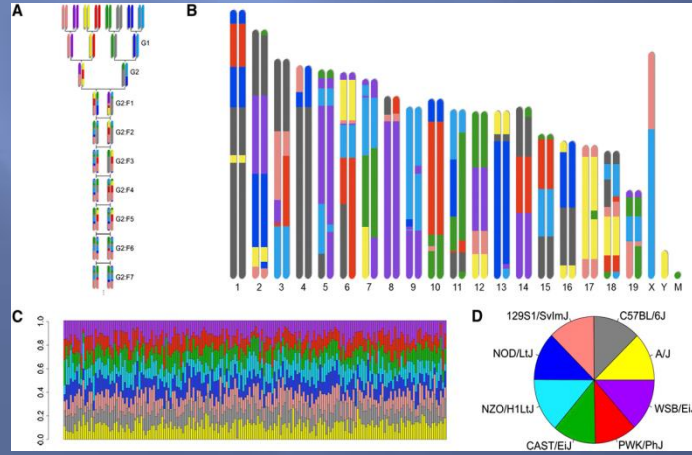 A
G1
G2
G2:F1
G2:F2
G2:F3
G2:F4
G2:F5
G2:F6
G2:F7
B
1 2 3 4 5 6 7 8 9 10 11 12 13 14 15 16 17 18 19 X Y M
C
1.0
0.8
0.6
0.4
0.2
0.0
D
129S1/SvImJ
C57BL/6J
NOD/LtJ
A/J
NZO/H1LtJ
WSB/EiJ
CAST/EiJ
PWK/PhJ